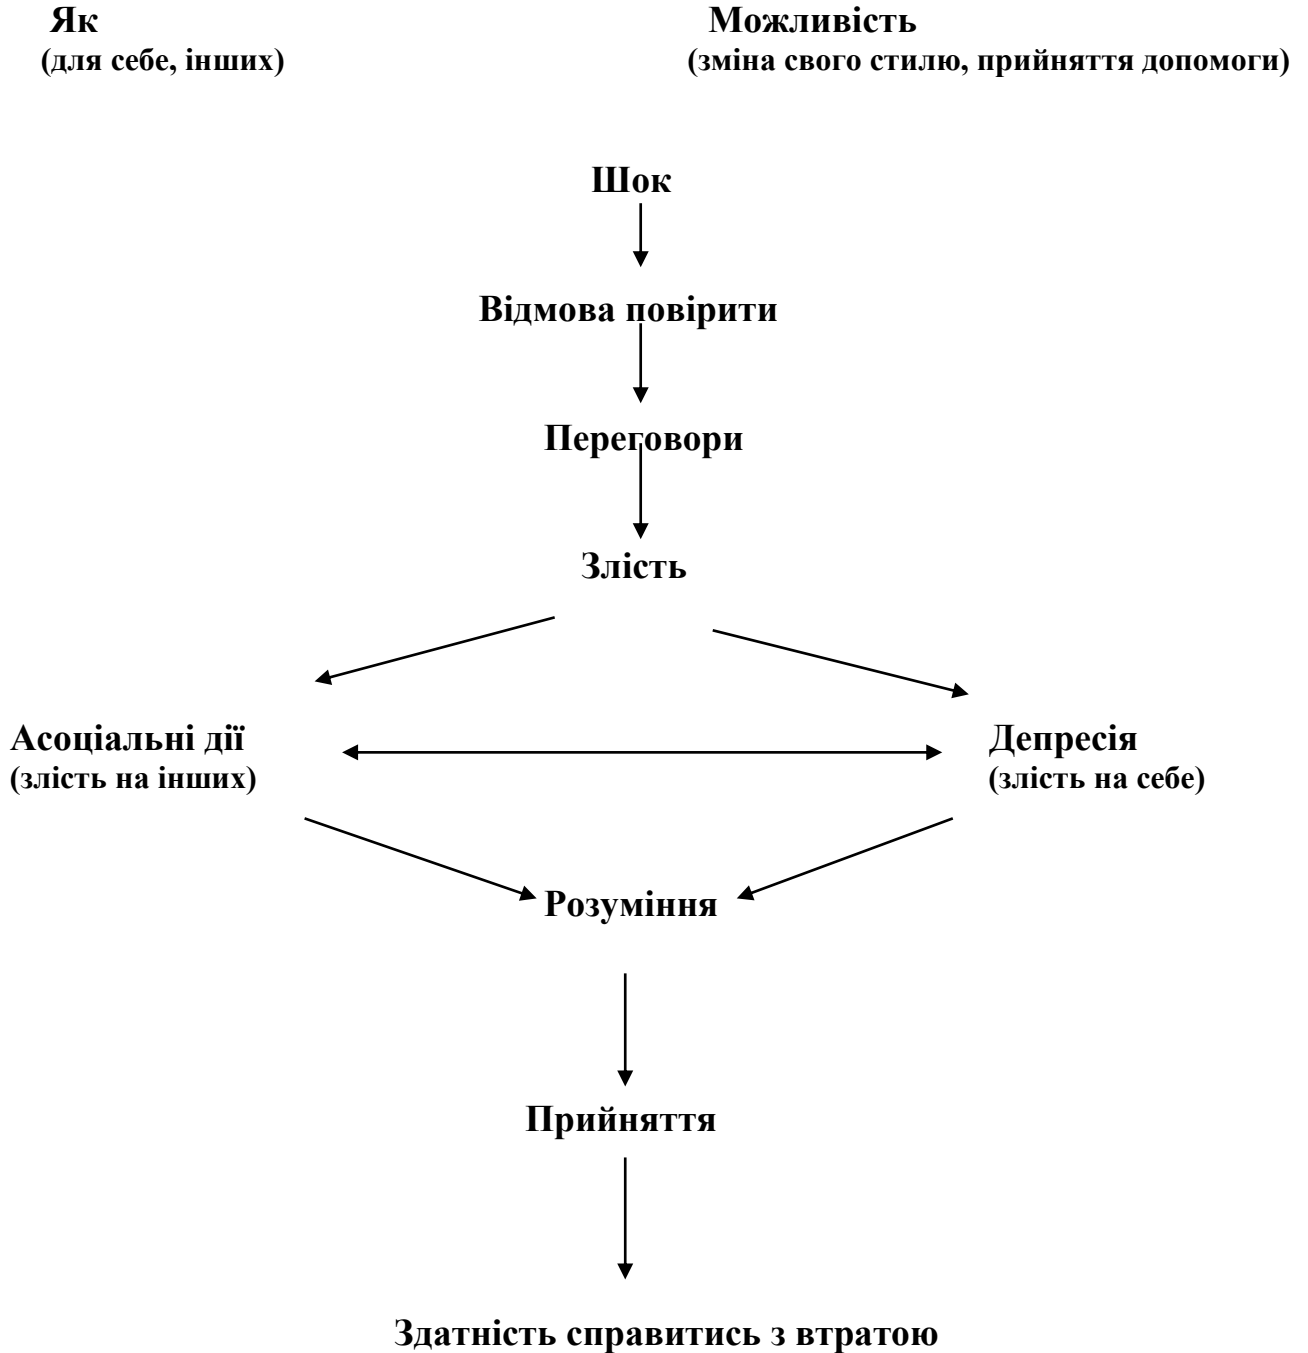 Як
(для себе, інших)
Можливість
(зміна свого стилю, прийняття допомоги)
Шок
Відмова повірити
Переговори
Злість
Асоціальні дії
(злість на інших)
Депресія
(злість на себе)
Розуміння
Прийняття
Здатність справитись з втратою